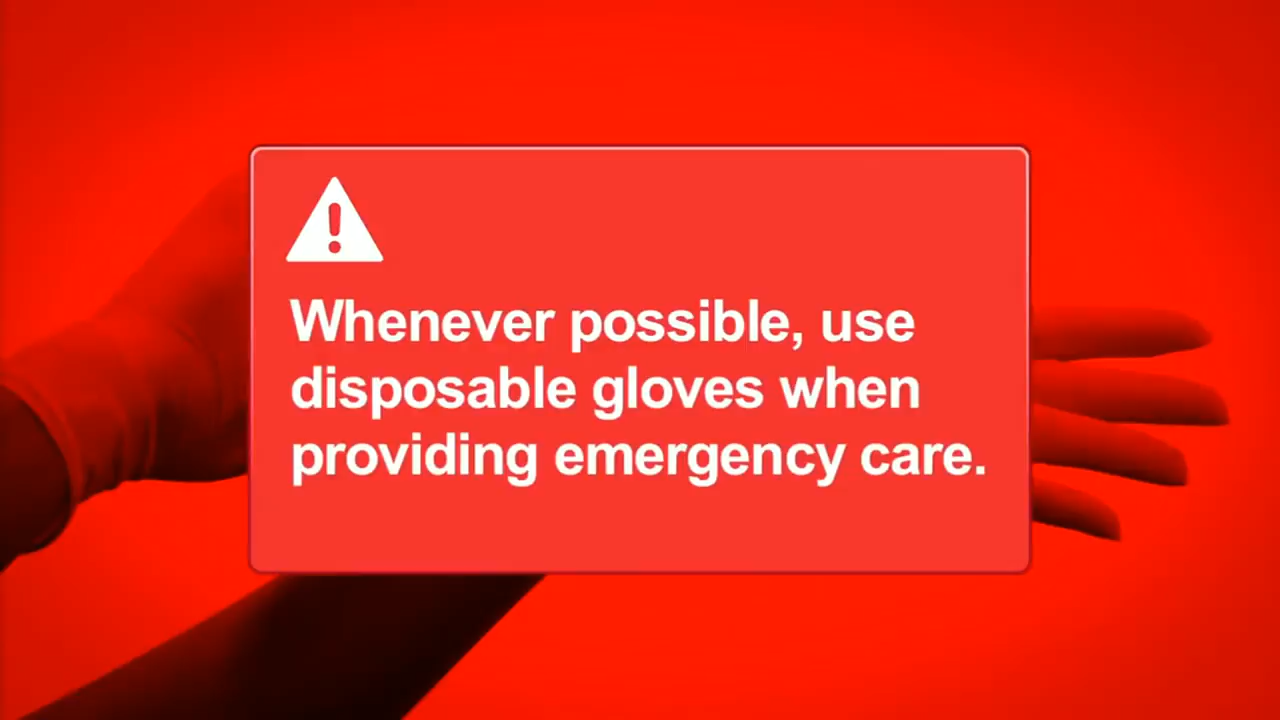 Whenever possible, use
disposable gloves when
providing emergency care.